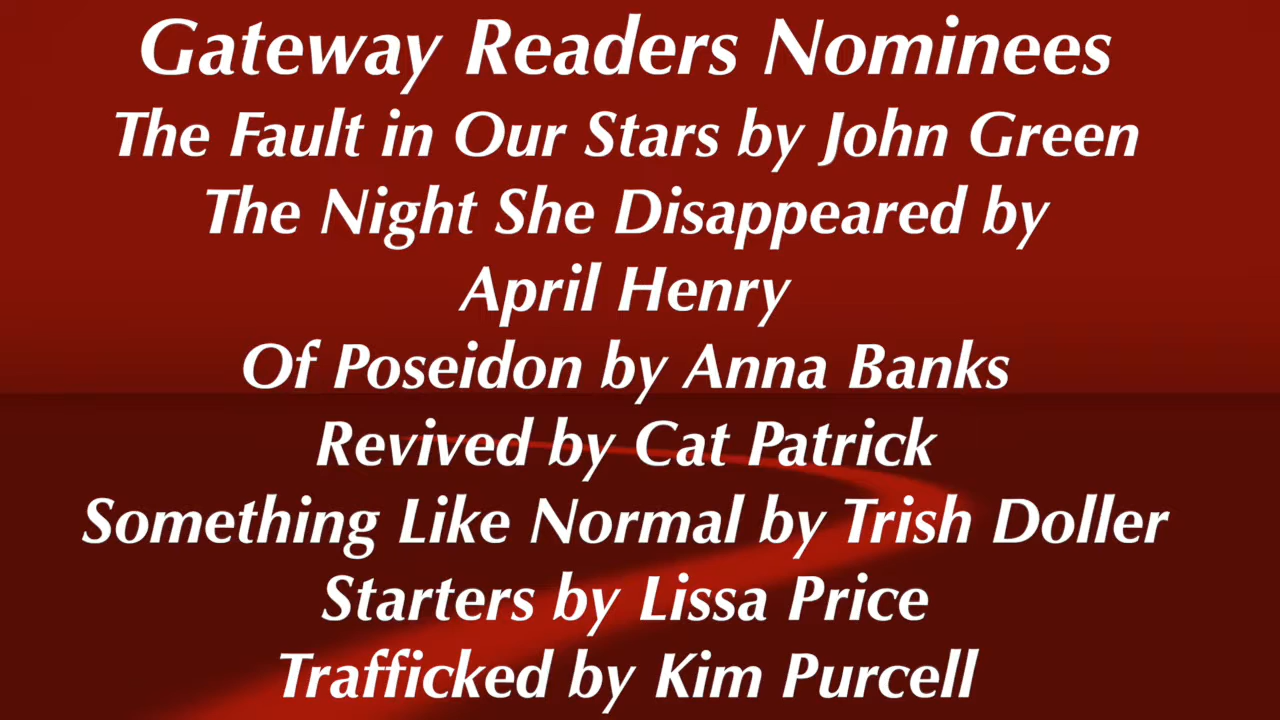 Gateway Readers Nominees
The Fault in Our Stars by John Green
The Night She Disappeared by
April Henry
Of Poseidon by Anna Banks
Revived by Cat Patrick
Something Like Normal by Trish Doller
Starters by Lissa Price
Trafficked by Kim Purcell